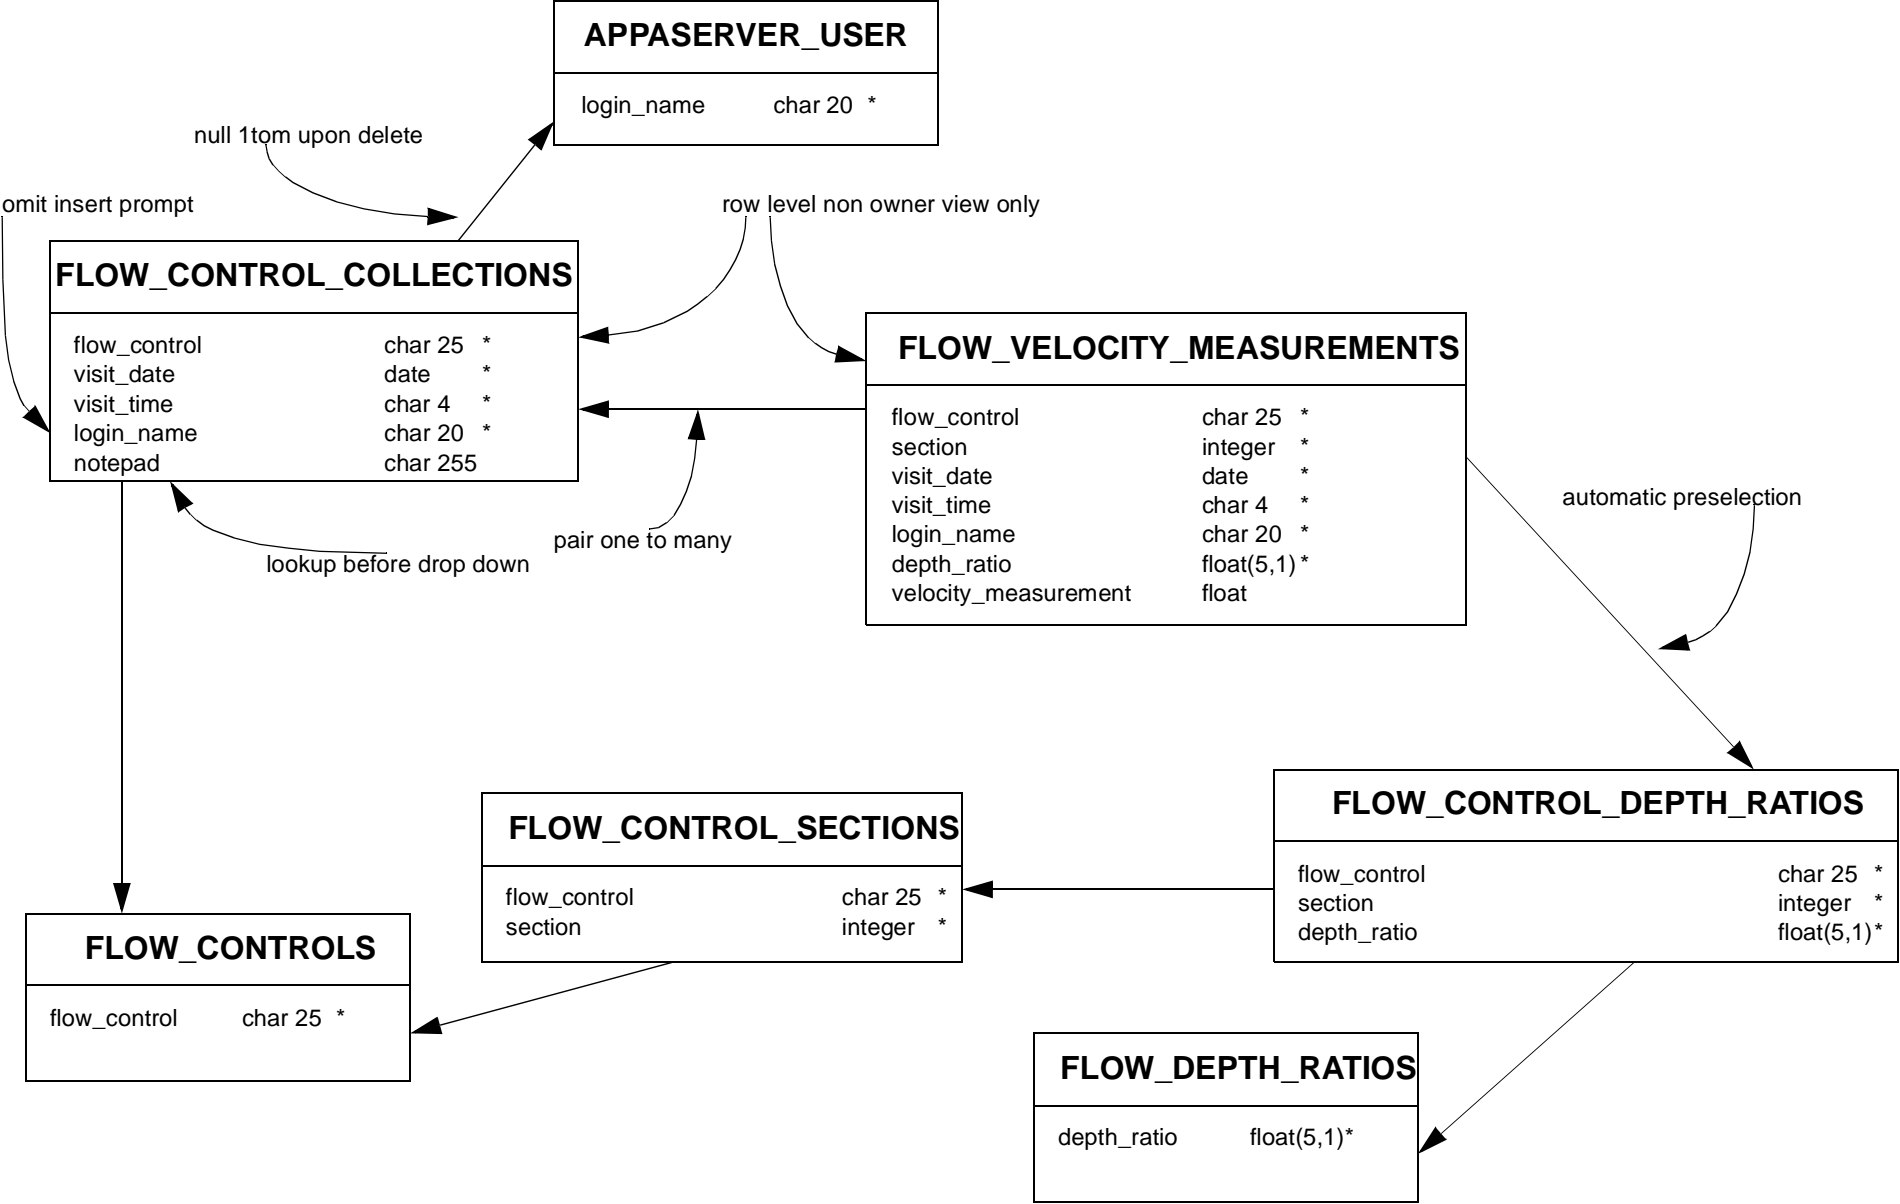 APPASERVER_USER
login_name char 20 *
null 1tom upon delete
omit insert prompt
row level non owner view only
FLOW_CONTROL_COLLECTIONS
flow_control char 25 *
visit_date date *
visit_time char 4 *
login_name char 20 *
notepad char 255
FLOW_VELOCITY_MEASUREMENTS
flow_control char 25 *
section integer *
visit_date date *
visit_time char 4 *
login_name char 20 *
depth_ratio float(5,1) *
velocity_measurement float
automatic preselection
pair one to many
lookup before drop down
FLOW_CONTROL_DEPTH_RATIOS
flow_control char 25 *
section integer *
depth_ratio float(5,1) *
FLOW_CONTROL_SECTIONS
flow_control char 25 *
section integer *
FLOW_CONTROLS
flow_control char 25 *
FLOW_DEPTH_RATIOS
depth_ratio float(5,1) *